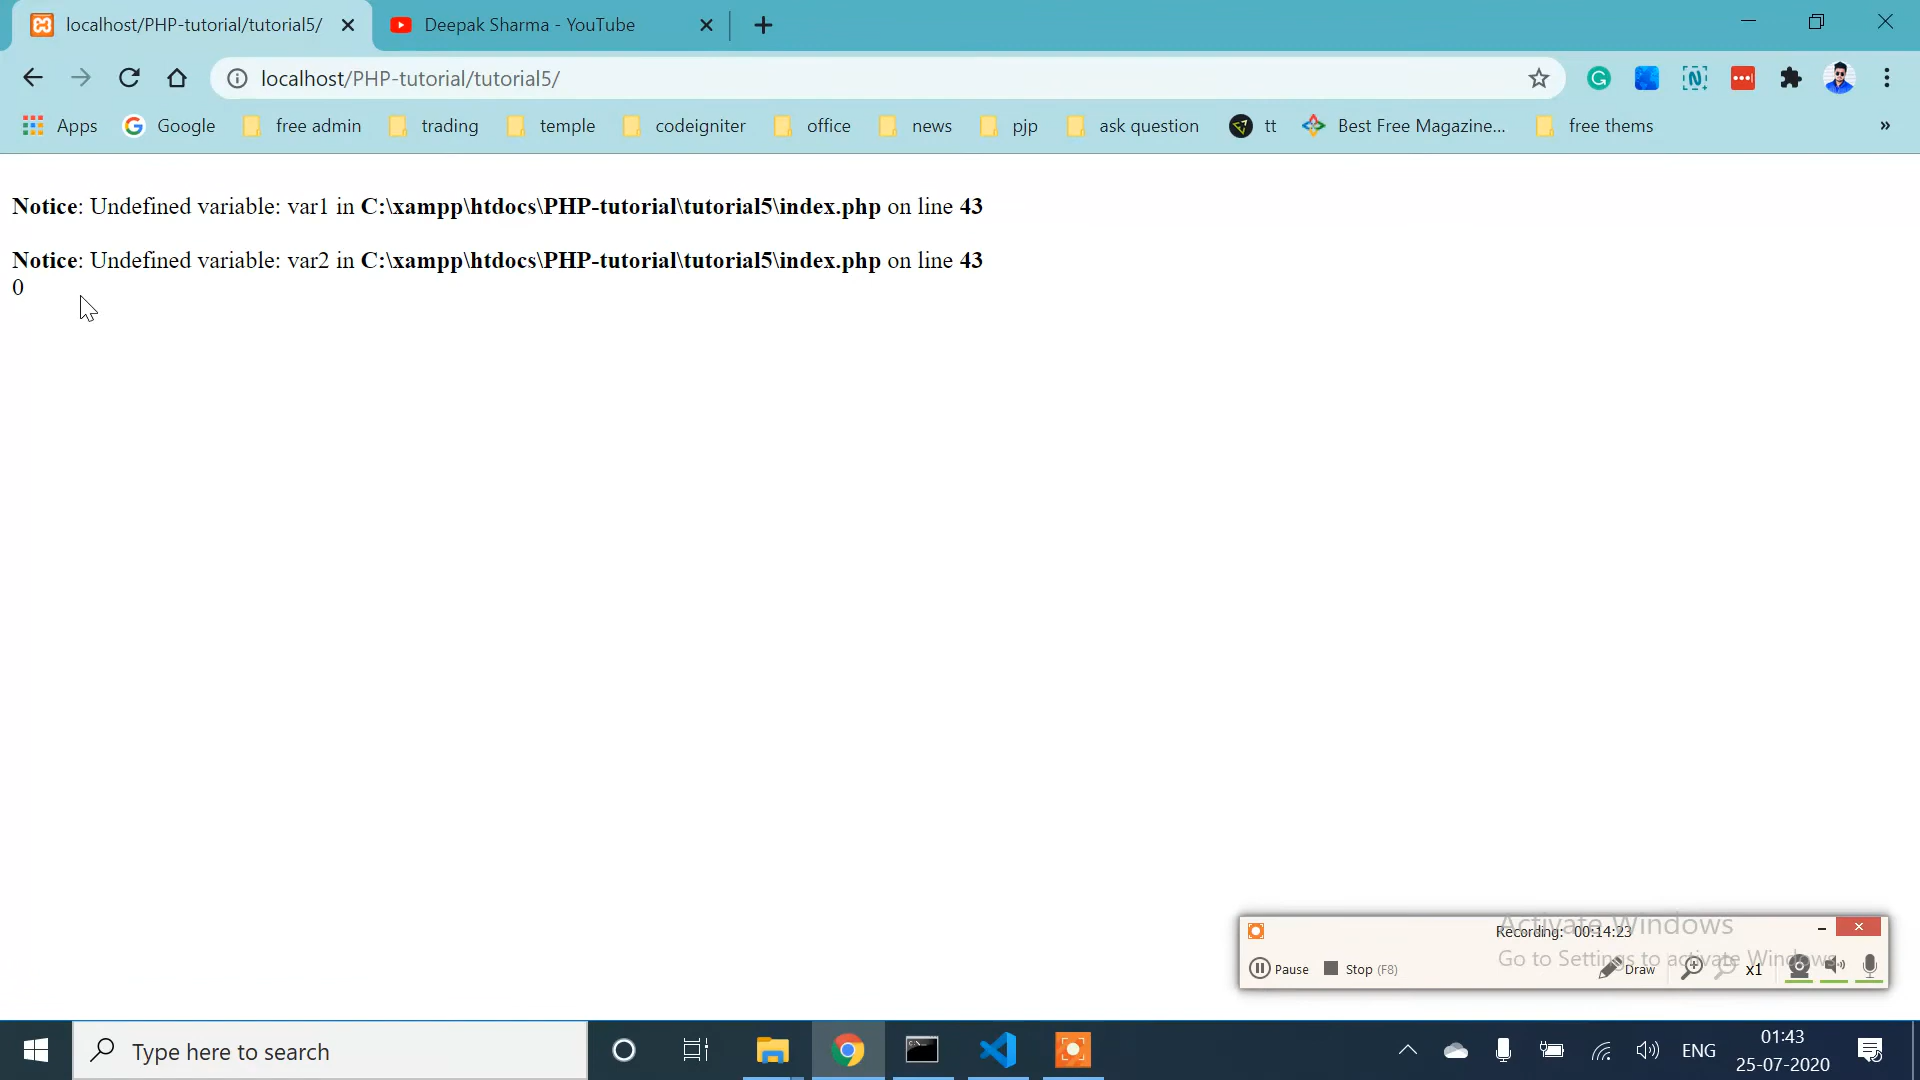 localhost/PHP-tutorial/tutorial5/
Deepak Sharma - YouTube
localhost/PHP-tutorial/tutorial5/
Apps
Google
free admin
trading
temple
codeigniter
office
news
pjp
ask question
tt
Best Free Magazine...
free thems
»
Notice: Undefined variable: var1 in C:\xampp\htdocs\PHP-tutorial\tutorial5\index.php on line 43
Notice: Undefined variable: var2 in C:\xampp\htdocs\PHP-tutorial\tutorial5\index.php on line 43
0
Activate Windows
Recording: 00:14:23
Go to Settings to activate Windows.
Pause
Stop (F8)
Draw
x1
Type here to search
ENG
01:43
25-07-2020